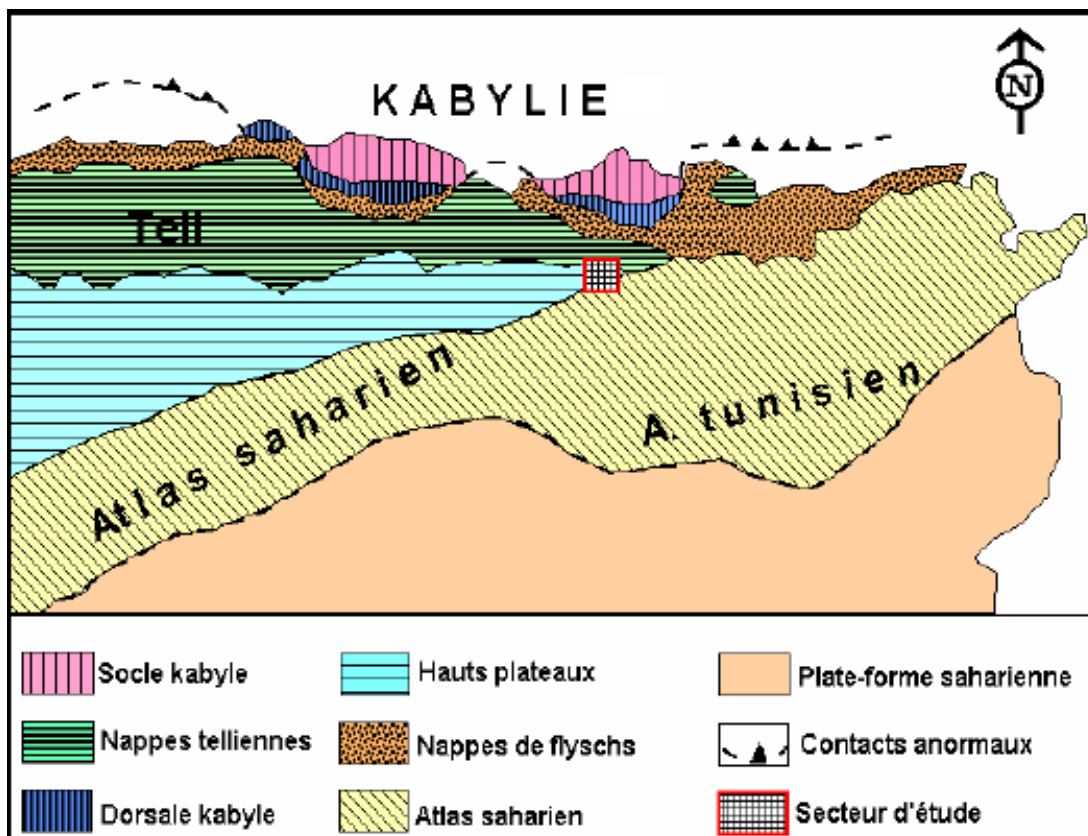 KABYLIE
N
Tell
Atlas saharien
A. tunisien
Socle kabyle
Hauts plateaux
Plate-forme saharienne
Nappes telliennes
Nappes de flyschs
Contacts anormaux
Dorsale kabyle
Atlas saharien
Secteur d'étude